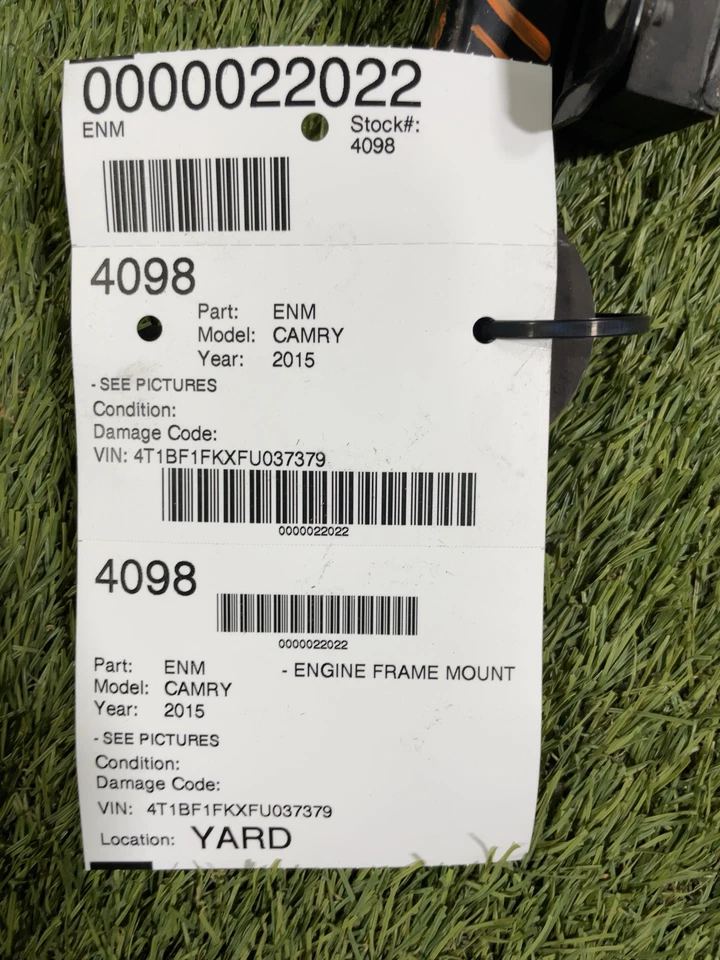 0000022022
ENM
Stock#:
4098
4098
Part: ENM
Model: CAMRY
Year: 2015
- SEE PICTURES
Condition:
Damage Code:
VIN: 4T1BF1FKXFU037379
0000022022
4098
0000022022
Part: ENM - ENGINE FRAME MOUNT
Model: CAMRY
Year: 2015
- SEE PICTURES
Condition:
Damage Code:
VIN: 4T1BF1FKXFU037379
Location: YARD